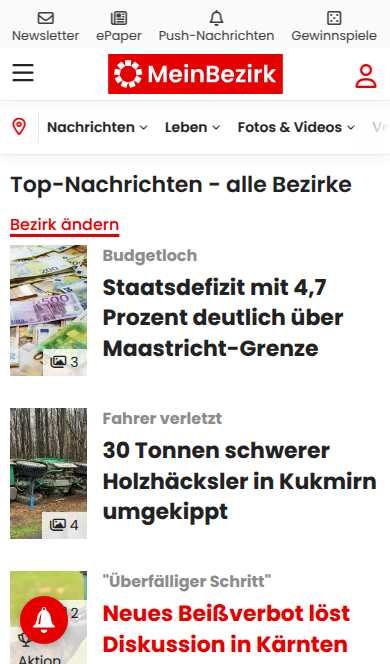 Newsletter ePaper Push-Nachrichten Gewinnspiele
MeinBezirk
Nachrichten Leben Fotos & Videos
Top-Nachrichten - alle Bezirke
Bezirk ändern
Budgetloch
Staatsdefizit mit 4,7
Prozent deutlich über
Maastricht-Grenze
3
Fahrer verletzt
30 Tonnen schwerer
Holzhäcksler in Kukmirn
umgekippt
4
"Überfälliger Schritt"
Neues Beißverbot löst
Diskussion in Kärnten
2
Aktion